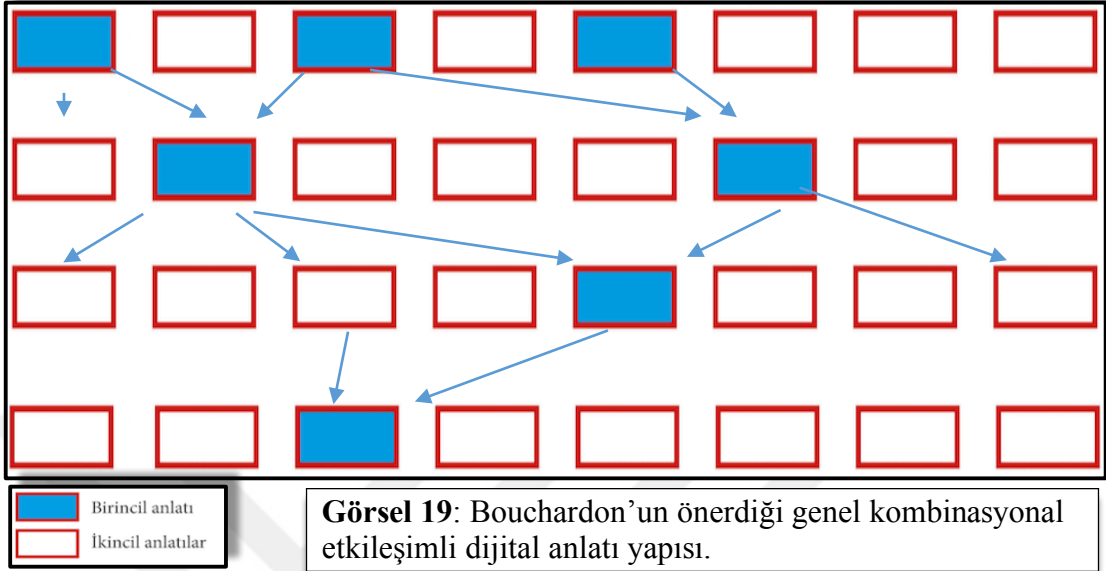 Birincil anlatı
İkincil anlatılar
Görsel 19: Bouchardon’un önerdiği genel kombinasyonal
etkileşimli dijital anlatı yapısı.